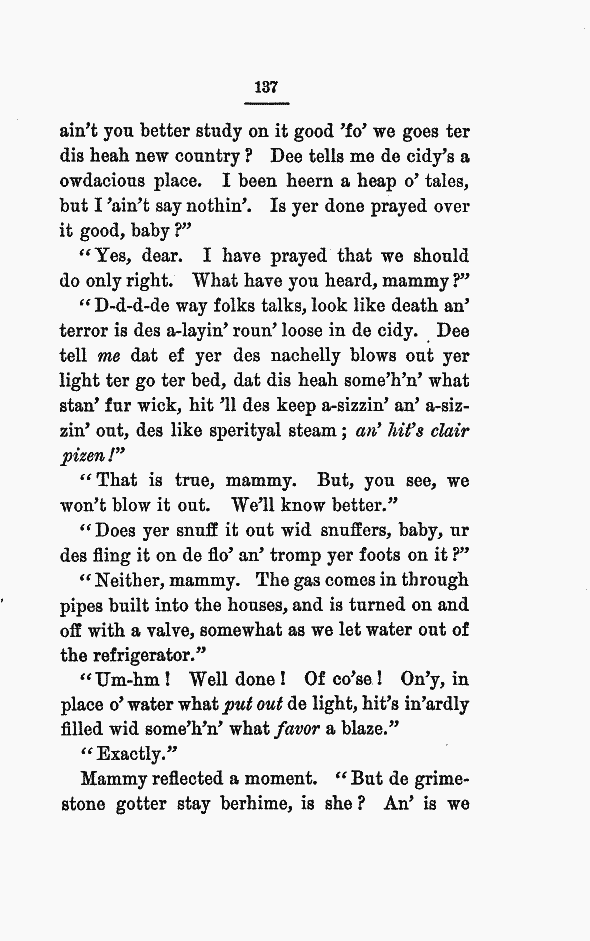 137
ain't you better study on it good 'fo' we goes ter
dis heah new country? Dee tells me de cidy's a
owdacious place. I been heern a heap o' tales,
but I 'ain't say nothin'. Is yer done prayed over
it good, baby?"
"Yes, dear. I have prayed that we should
do only right. What have you heard, mammy?"
"D-d-d-de way folks talks, look like death an'
terror is des a-layin' roun' loose in de cidy. Dee
tell me dat ef yer des nachelly blows out yer
light ter go ter bed, dat dis heah some'h'n' what
stan' fur wick, hit 'll des keep a-sizzin' an' a-siz-
zin' out, des like sperityal steam; an' hit's clair
pizen!"
"That is true, mammy. But, you see, we
won't blow it out. We'll know better."
"Does yer snuff it out wid snuffers, baby, ur
des fling it on de flo' an' tromp yer foots on it?"
"Neither, mammy. The gas comes in through
pipes built into the houses, and is turned on and
off with a valve, somewhat as we let water out of
the refrigerator."
"Um-hm! Well done! Of co'se! On'y, in
place o' water what put out de light, hit's in'ardly
filled wid some'h'n' what favor a blaze."
"Exactly."
Mammy reflected a moment. "But de grime-
stone gotter stay berhime, is she? An' is we